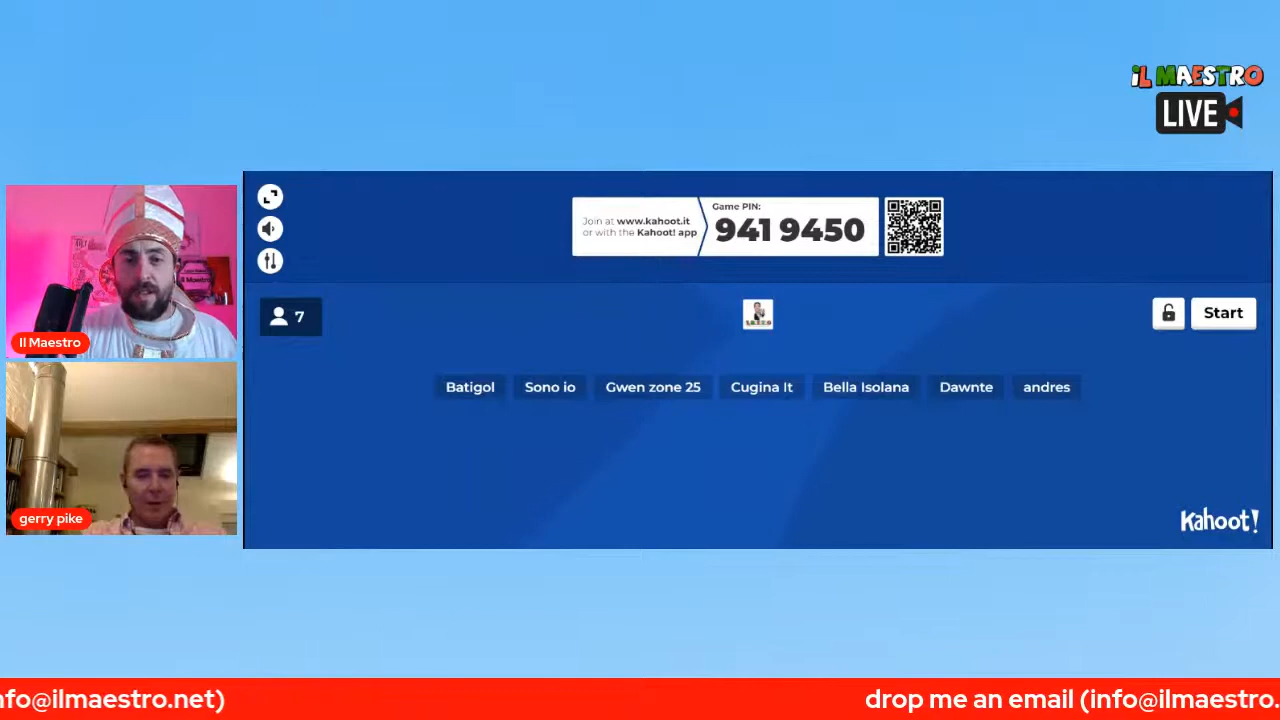 iL MAESTRO
LIVE
Join at www.kahoot.it
or with the Kahoot! app
Game PIN:
941 9450
7
Start
Batigol
Sono io
Gwen zone 25
Cugina It
Bella Isolana
Dawnte
andres
Il Maestro
gerry pike
Kahoot!
nfo@ilmaestro.net)
drop me an email (info@ilmaestro.